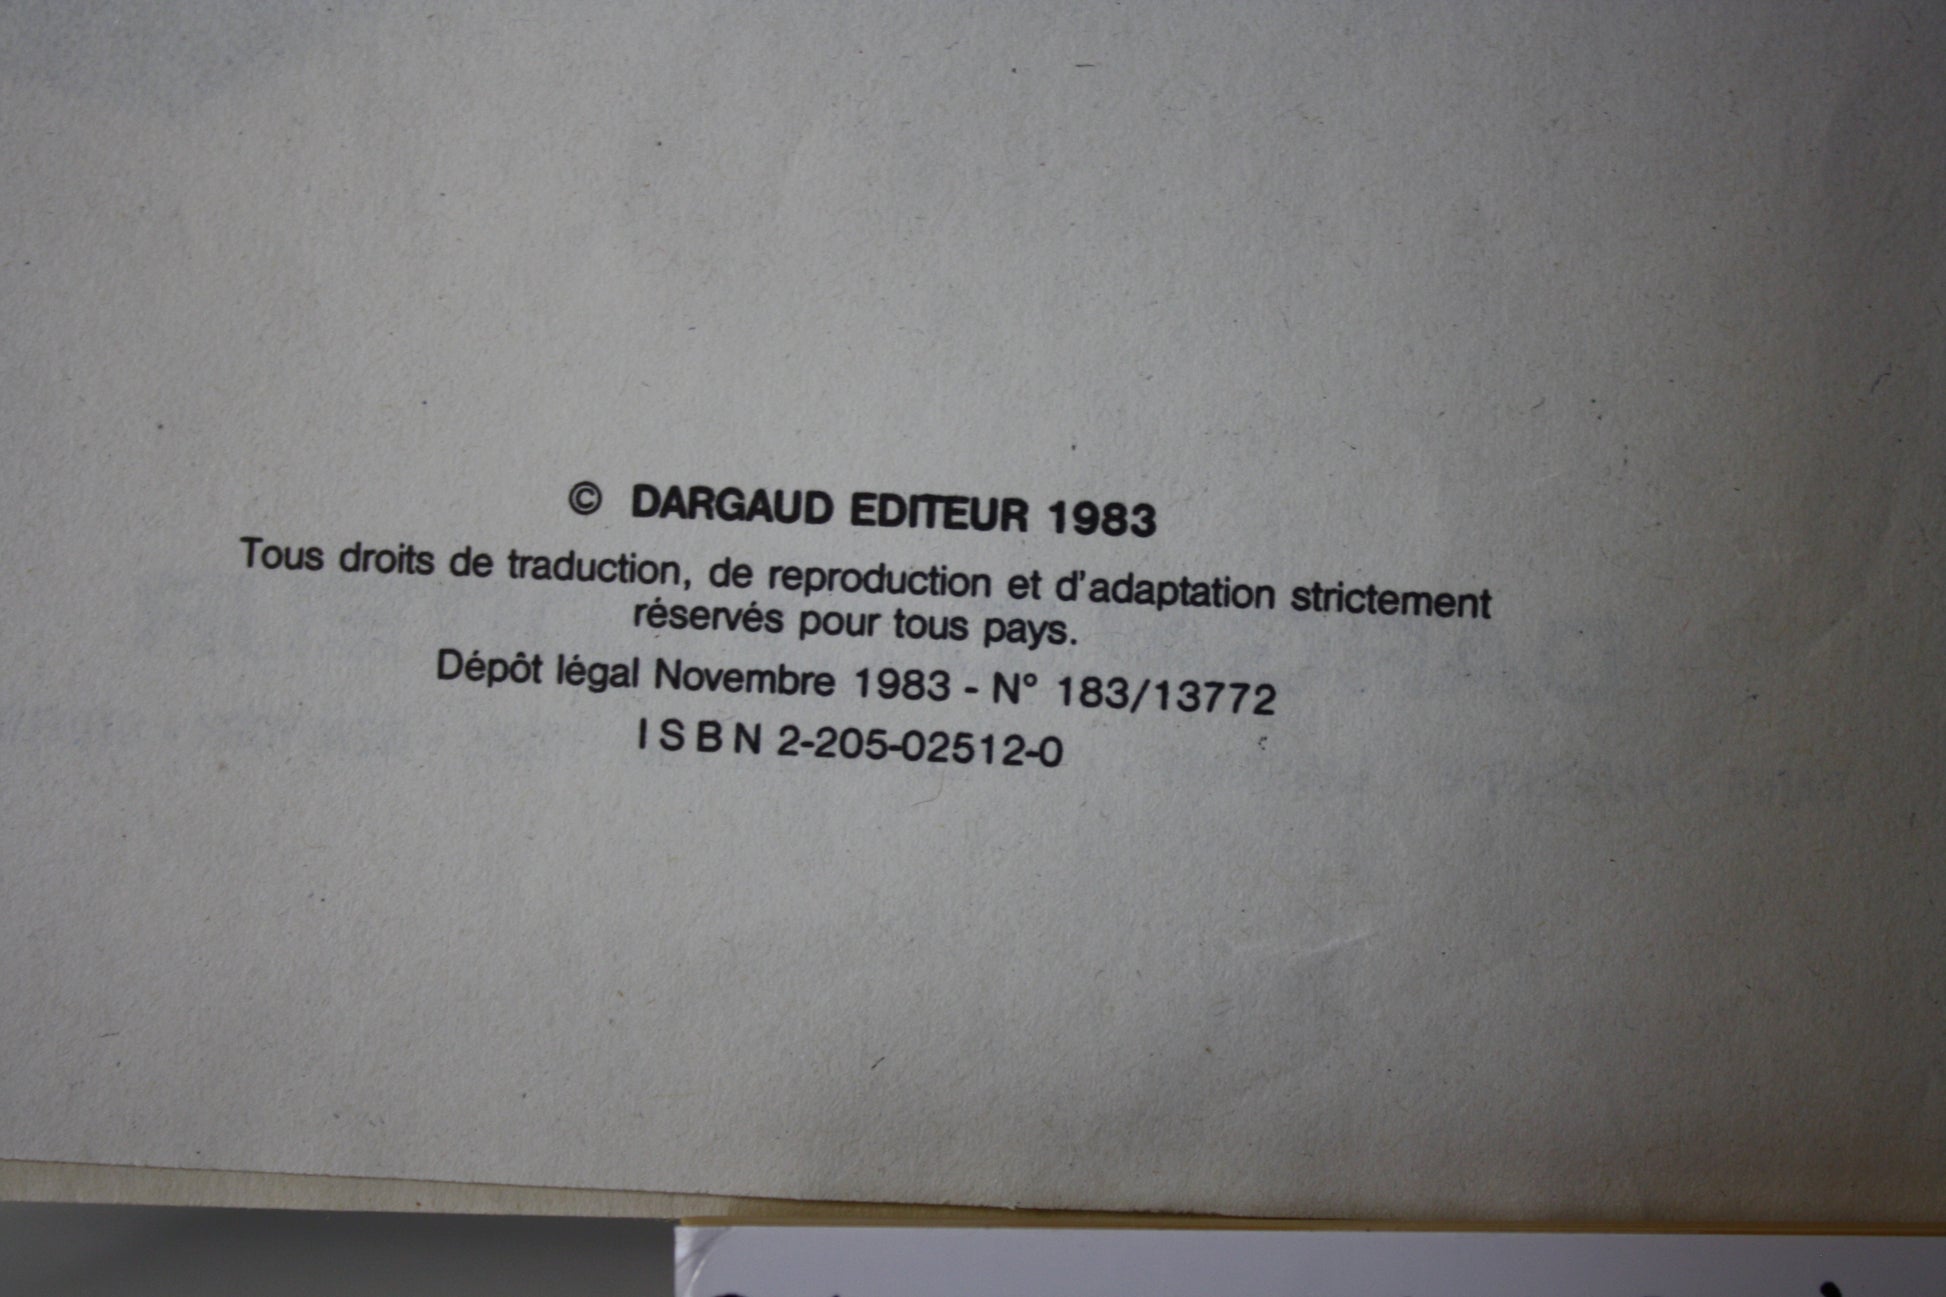 © DARGAUD EDITEUR 1983
Tous droits de traduction, de reproduction et d'adaptation strictement
réservés pour tous pays.
Dépôt légal Novembre 1983 - N° 183/13772
ISBN 2-205-02512-0